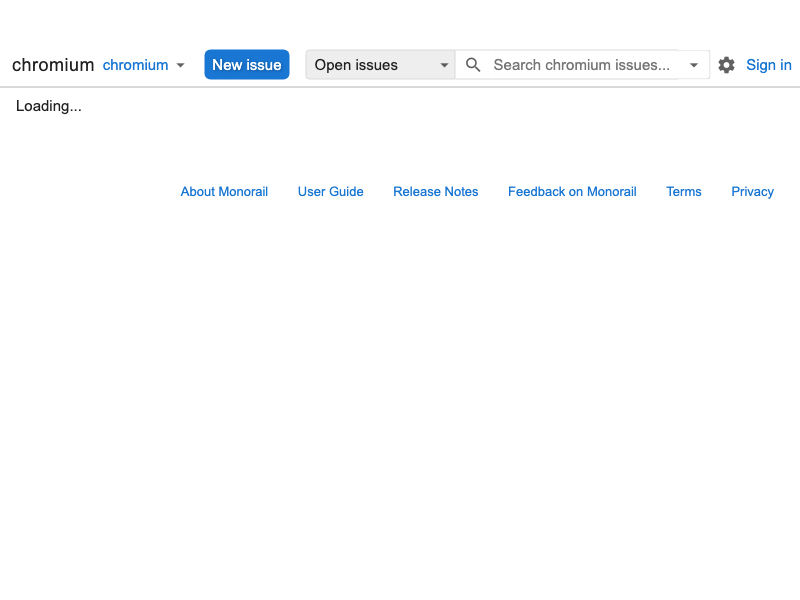 chromium chromium New issue Open issues Search chromium issues... Sign in
Loading...
About Monorail User Guide Release Notes Feedback on Monorail Terms Privacy